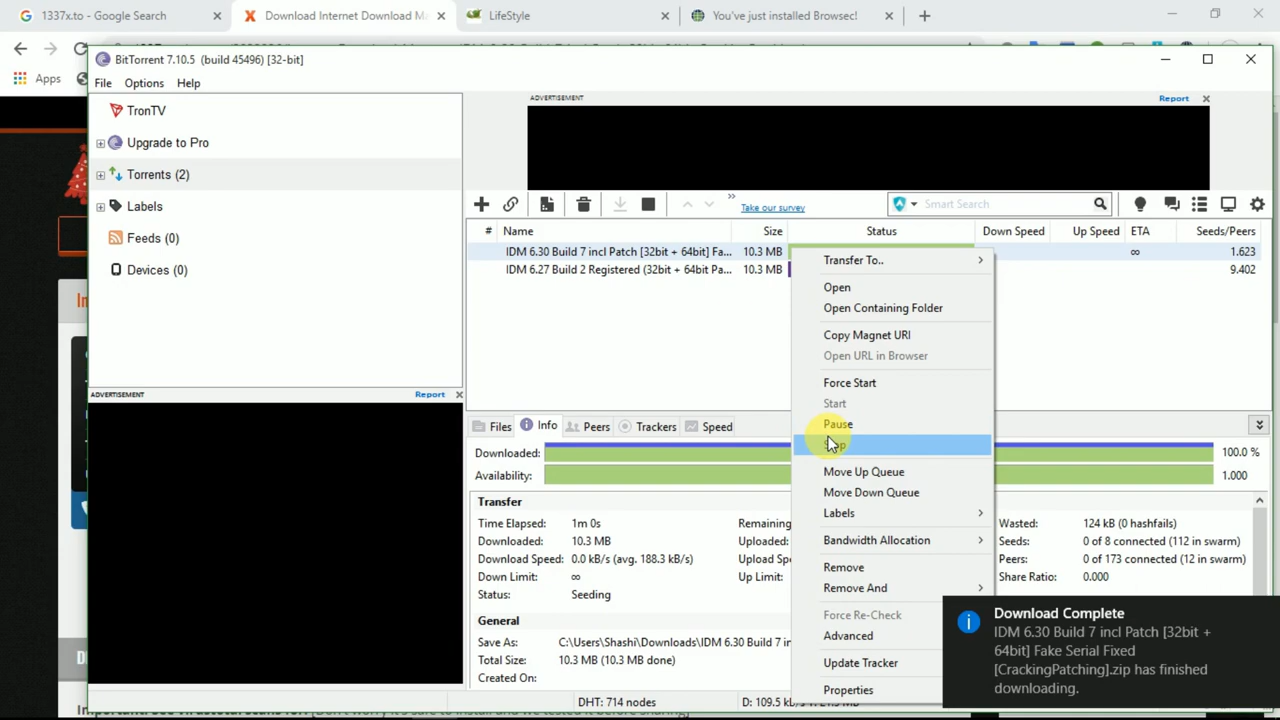 1337x.to - Google Search
Download Internet Download M
LifeStyle
You've just installed Browsec!
Apps
BitTorrent 7.10.5 (build 45496) [32-bit]
File Options Help
TronTV
Upgrade to Pro
Torrents (2)
Labels
Feeds (0)
Devices (0)
ADVERTISEMENT
Report
Take our survey
Smart Search
# Name Size Status Down Speed Up Speed ETA Seeds/Peers
IDM 6.30 Build 7 incl Patch [32bit + 64bit] Fa... 10.3 MB ∞ 1.623
IDM 6.27 Build 2 Registered (32bit + 64bit Pa... 10.3 MB 9.402
Transfer To..
Open
Open Containing Folder
Copy Magnet URI
Open URL in Browser
Force Start
Start
Pause
Stop
Move Up Queue
Move Down Queue
Labels
Bandwidth Allocation
Remove
Remove And
Force Re-Check
Advanced
Update Tracker
Properties
ADVERTISEMENT
Report
Files Info Peers Trackers Speed
Downloaded: 100.0 %
Availability: 1.000
Transfer
Time Elapsed: 1m 0s Remaining Wasted: 124 kB (0 hashfails)
Downloaded: 10.3 MB Uploaded: Seeds: 0 of 8 connected (112 in swarm)
Download Speed: 0.0 kB/s (avg. 188.3 kB/s) Upload Sp Peers: 0 of 173 connected (12 in swarm)
Down Limit: ∞ Up Limit: Share Ratio: 0.000
Status: Seeding
General
Save As: C:\Users\Shashi\Downloads\IDM 6.30 Build 7 ir
Total Size: 10.3 MB (10.3 MB done)
Created On:
DHT: 714 nodes
D: 109.5 k
Download Complete
IDM 6.30 Build 7 incl Patch [32bit +
64bit] Fake Serial Fixed
[CrackingPatching].zip has finished
downloading.